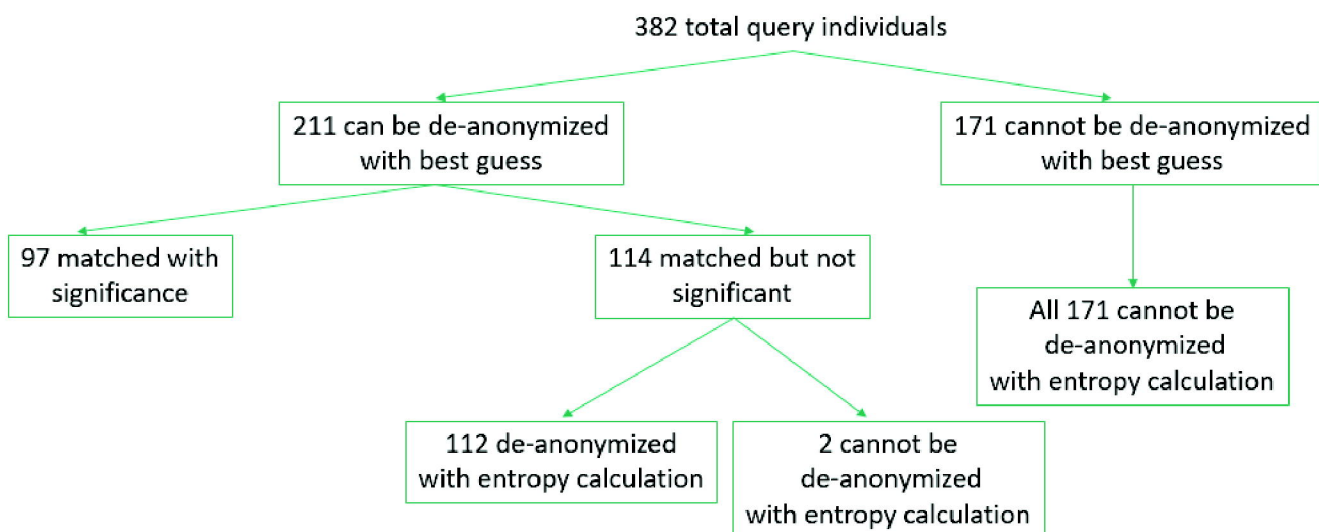 382 total query individuals
211 can be de-anonymized
with best guess
171 cannot be de-anonymized
with best guess
97 matched with
significance
114 matched but not
significant
All 171 cannot be
de-anonymized
with entropy calculation
112 de-anonymized
with entropy calculation
2 cannot be
de-anonymized
with entropy calculation